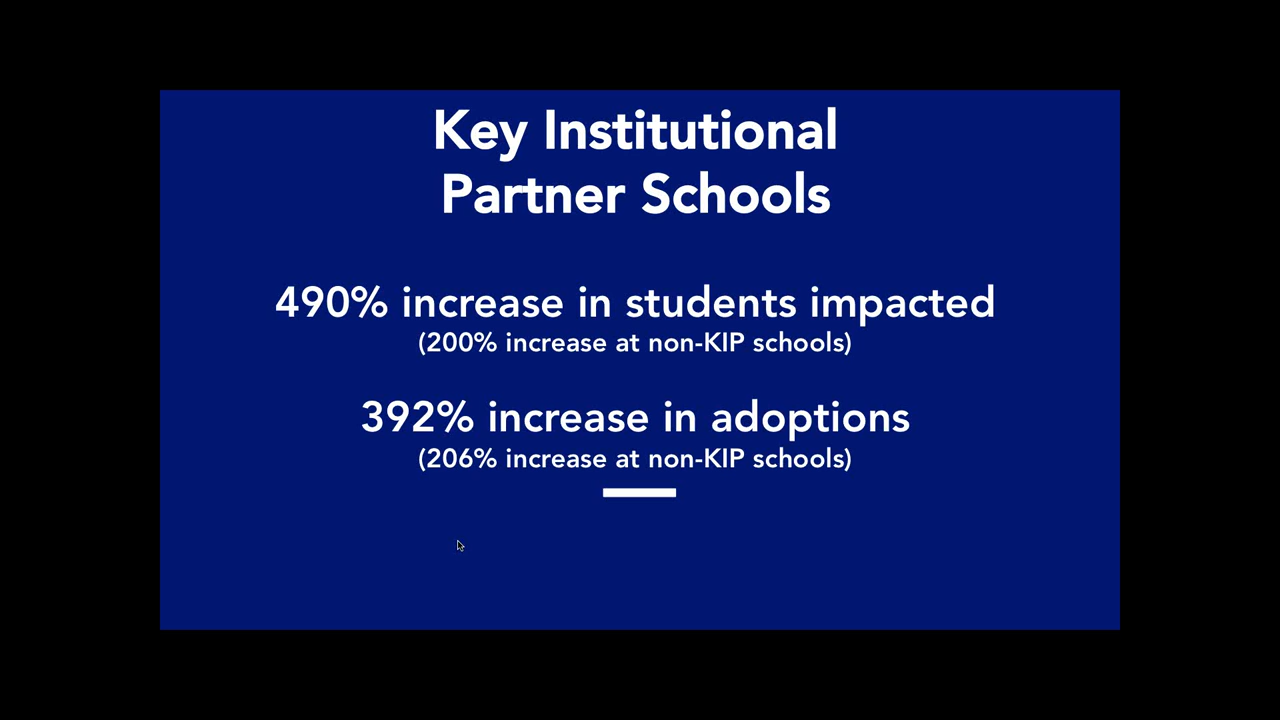 Key Institutional
Partner Schools
490% increase in students impacted
(200% increase at non-KIP schools)
392% increase in adoptions
(206% increase at non-KIP schools)